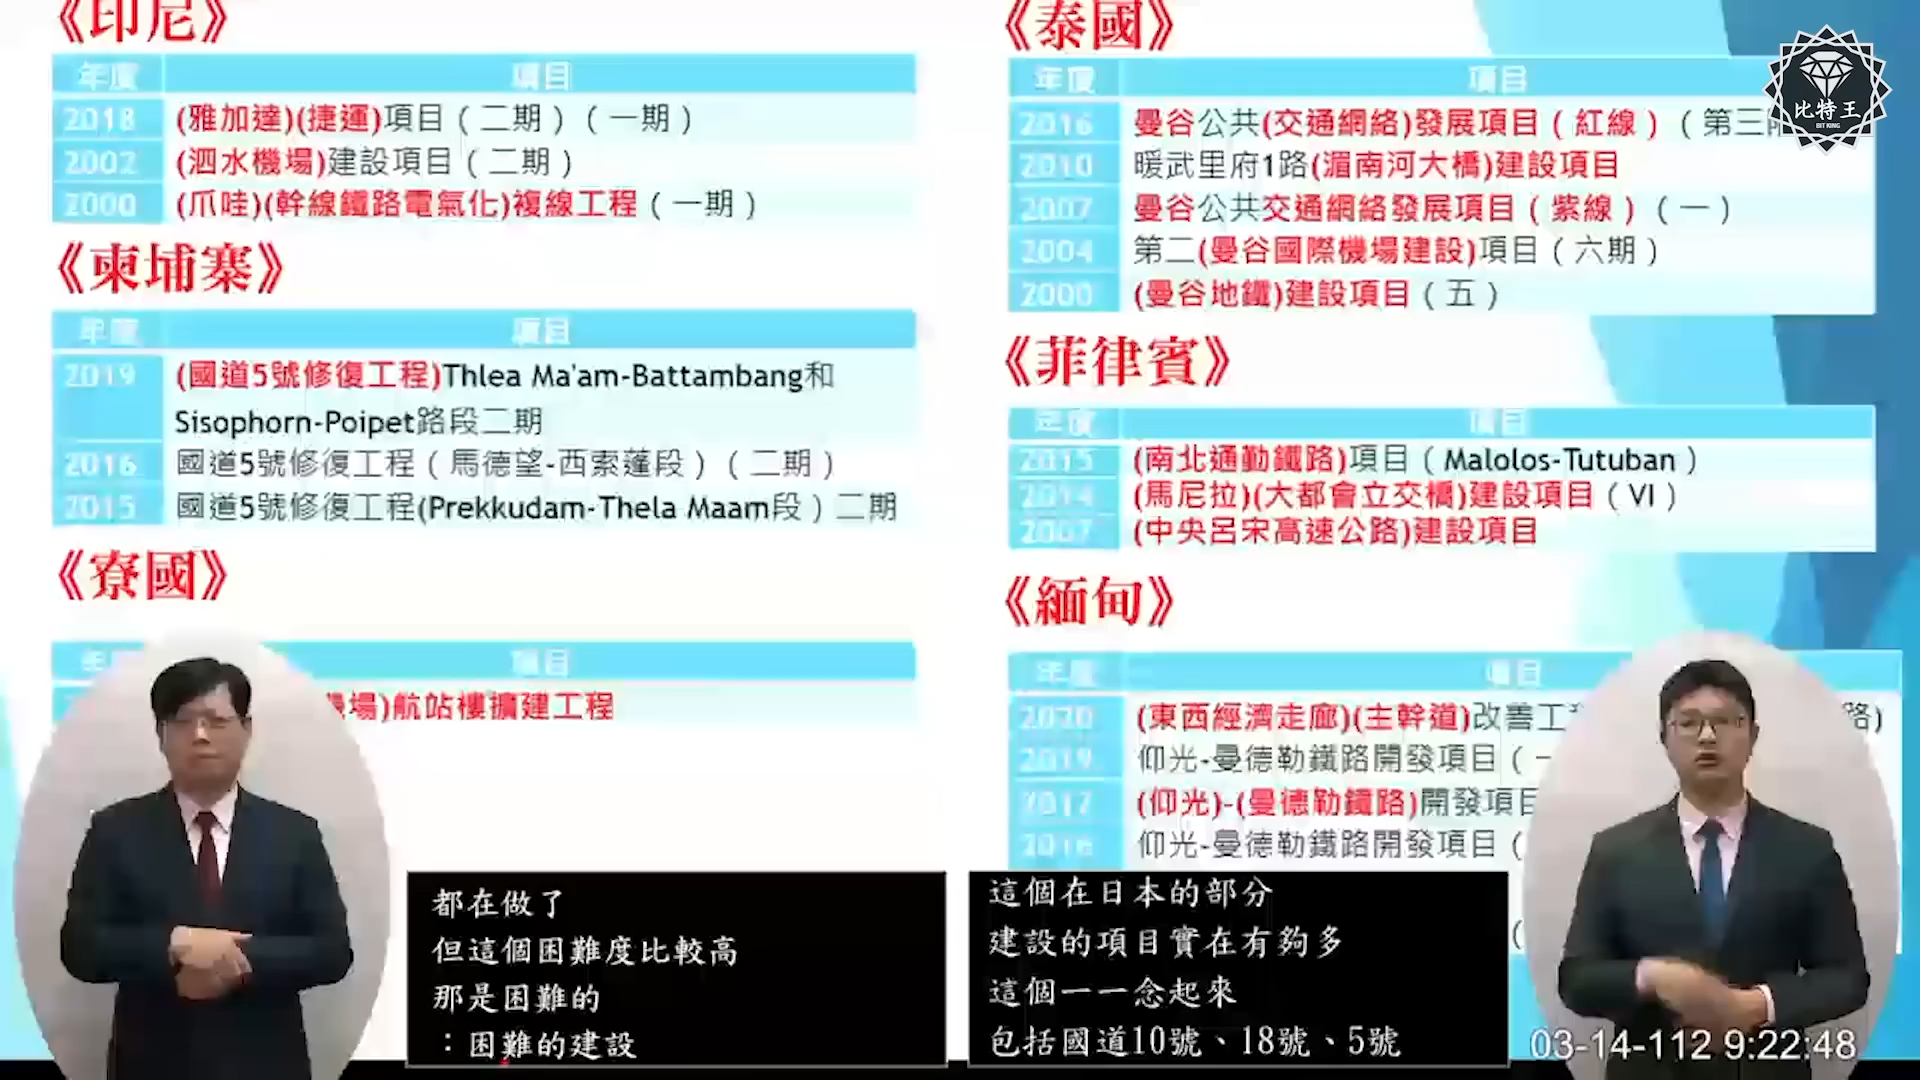 《印尼》
年度 項目
2018 (雅加達)(捷運)項目（二期）（一期）
2002 (泗水機場)建設項目（二期）
2000 (爪哇)(幹線鐵路電氣化)複線工程（一期）
《柬埔寨》
年度 項目
2019 (國道5號修復工程)Thlea Ma'am-Battambang和
Sisophorn-Poipet路段二期
2016 國道5號修復工程（馬德望-西索蓬段）（二期）
2015 國道5號修復工程(Prekkudam-Thela Maam段）二期
《寮國》
年 項目
場)航站樓擴建工程
《泰國》
年度 項目
2016 曼谷公共(交通網絡)發展項目（紅線）（第三
2010 暖武里府1路(湄南河大橋)建設項目
2007 曼谷公共交通網絡發展項目（紫線）（一）
2004 第二(曼谷國際機場建設)項目（六期）
2000 (曼谷地鐵)建設項目（五）
《菲律賓》
年度 項目
2015 (南北通勤鐵路)項目（Malolos-Tutuban）
2014 (馬尼拉)(大都會立交橋)建設項目（VI）
2007 (中央呂宋高速公路)建設項目
《緬甸》
年度 項目
2020 (東西經濟走廊)(主幹道)改善工 路)
2019 仰光-曼德勒鐵路開發項目（一
2017 (仰光)-(曼德勒鐵路)開發項目
2016 仰光-曼德勒鐵路開發項目（
比特王
BIT KING
都在做了
但這個困難度比較高
那是困難的
：困難的建設
這個在日本的部分
建設的項目實在有夠多
這個一一念起來
包括國道10號、18號、5號
03-14-112 9:22:48